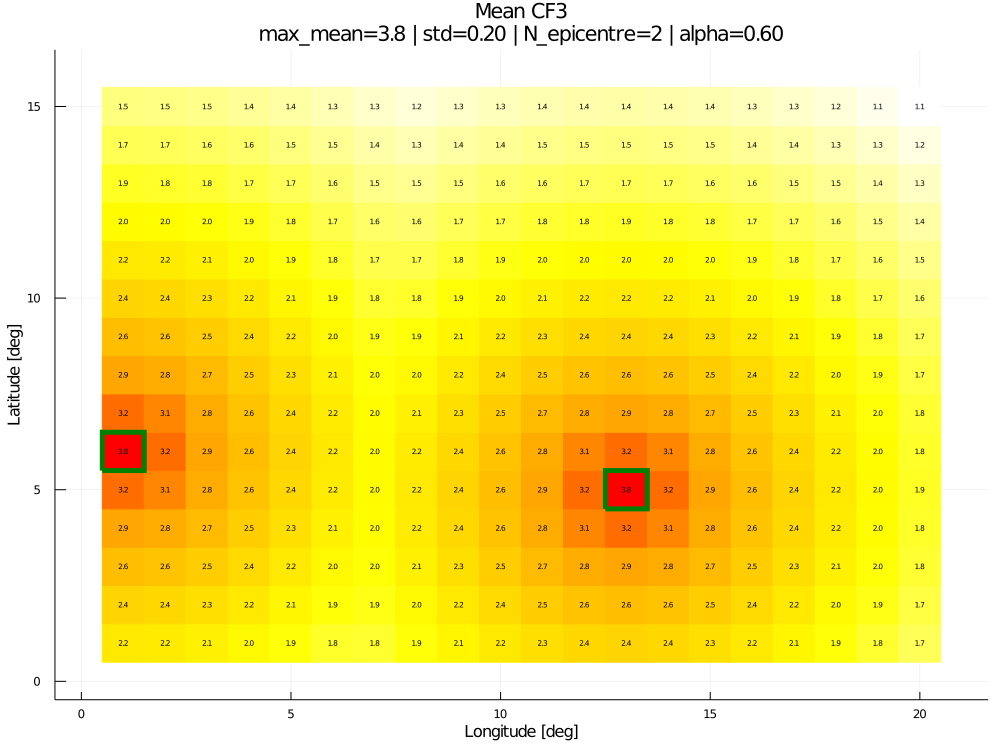 Mean CF3
max_mean=3.8 | std=0.20 | N_epicentre=2 | alpha=0.60
15 1.5 1.5 1.5 1.4 1.4 1.3 1.3 1.2 1.3 1.3 1.4 1.4 1.4 1.4 1.4 1.3 1.3 1.2 1.1 1.1
1.7 1.7 1.6 1.6 1.5 1.5 1.4 1.3 1.4 1.4 1.5 1.5 1.5 1.5 1.5 1.4 1.4 1.3 1.3 1.2
1.9 1.8 1.8 1.7 1.7 1.6 1.5 1.5 1.5 1.6 1.6 1.7 1.7 1.7 1.6 1.6 1.5 1.5 1.4 1.3
2.0 2.0 2.0 1.9 1.8 1.7 1.6 1.6 1.7 1.7 1.8 1.8 1.9 1.8 1.8 1.7 1.7 1.6 1.5 1.4
2.2 2.2 2.1 2.0 1.9 1.8 1.7 1.7 1.8 1.9 2.0 2.0 2.0 2.0 2.0 1.9 1.8 1.7 1.6 1.5
10 2.4 2.4 2.3 2.2 2.1 1.9 1.8 1.8 1.9 2.0 2.1 2.2 2.2 2.2 2.1 2.0 1.9 1.8 1.7 1.6
2.6 2.6 2.5 2.4 2.2 2.0 1.9 1.9 2.1 2.2 2.3 2.4 2.4 2.4 2.3 2.2 2.1 1.9 1.8 1.7
2.9 2.8 2.7 2.5 2.3 2.1 2.0 2.0 2.2 2.4 2.5 2.6 2.6 2.6 2.5 2.4 2.2 2.0 1.9 1.7
3.2 3.1 2.8 2.6 2.4 2.2 2.0 2.1 2.3 2.5 2.7 2.8 2.9 2.8 2.7 2.5 2.3 2.1 2.0 1.8
3.8 3.2 2.9 2.6 2.4 2.2 2.0 2.2 2.4 2.6 2.8 3.1 3.2 3.1 2.8 2.6 2.4 2.2 2.0 1.8
5 3.2 3.1 2.8 2.6 2.4 2.2 2.0 2.2 2.4 2.6 2.9 3.2 3.8 3.2 2.9 2.6 2.4 2.2 2.0 1.9
2.9 2.8 2.7 2.5 2.3 2.1 2.0 2.2 2.4 2.6 2.8 3.1 3.2 3.1 2.8 2.6 2.4 2.2 2.0 1.8
2.6 2.6 2.5 2.4 2.2 2.0 2.0 2.1 2.3 2.5 2.7 2.8 2.9 2.8 2.7 2.5 2.3 2.1 2.0 1.8
2.4 2.4 2.3 2.2 2.1 1.9 1.9 2.0 2.2 2.4 2.5 2.6 2.6 2.6 2.5 2.4 2.2 2.0 1.9 1.7
2.2 2.2 2.1 2.0 1.9 1.8 1.8 1.9 2.1 2.2 2.3 2.4 2.4 2.4 2.3 2.2 2.1 1.9 1.8 1.7
0
Latitude [deg]
0 5 10 15 20
Longitude [deg]